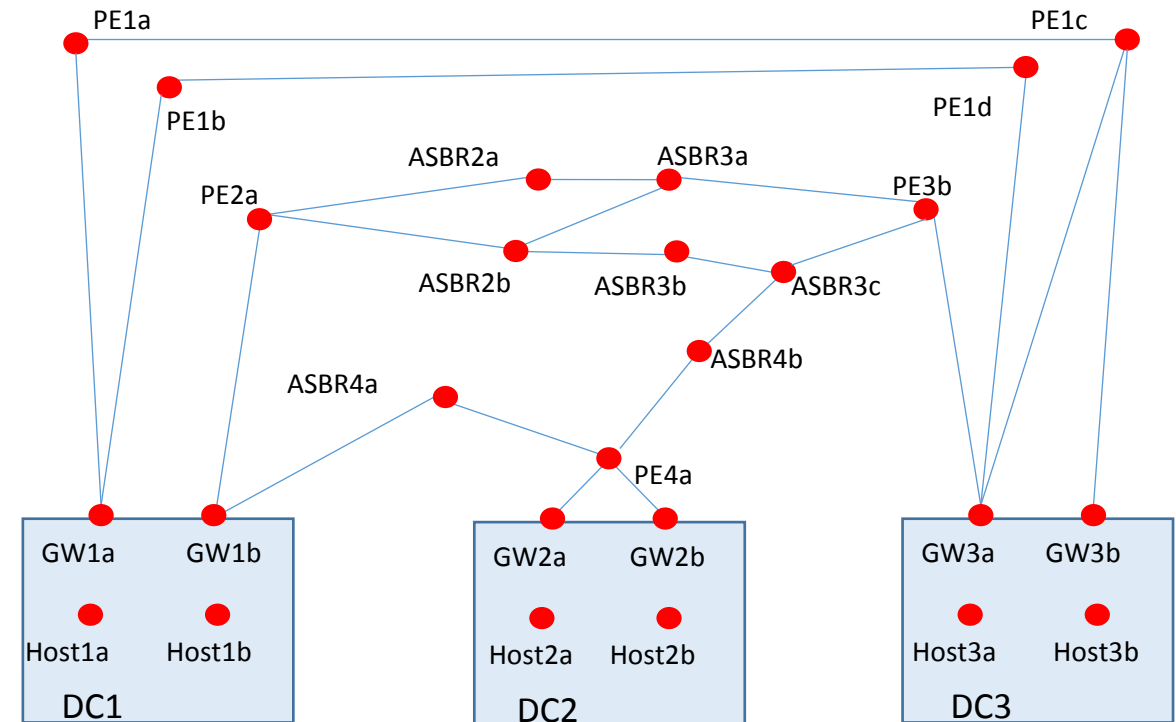 PE1a
PE1c
PE1b
PE1d
ASBR2a
ASBR3a
PE2a
PE3b
ASBR2b
ASBR3b
ASBR3c
ASBR4b
ASBR4a
PE4a
GW1a
GW1b
GW2a
GW2b
GW3a
GW3b
Host1a
Host1b
Host2a
Host2b
Host3a
Host3b
DC1
DC2
DC3